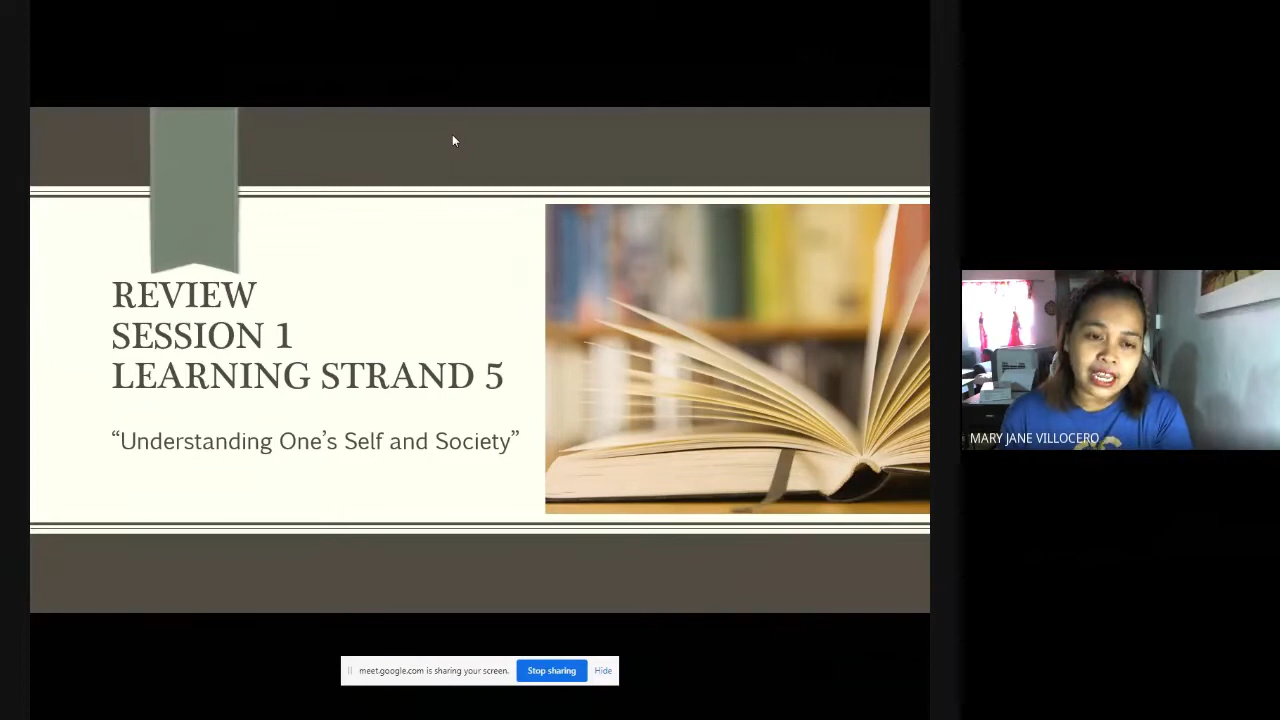 REVIEW
SESSION 1
LEARNING STRAND 5
“Understanding One’s Self and Society”
MARY JANE VILLOCERO
meet.google.com is sharing your screen.
Stop sharing
Hide